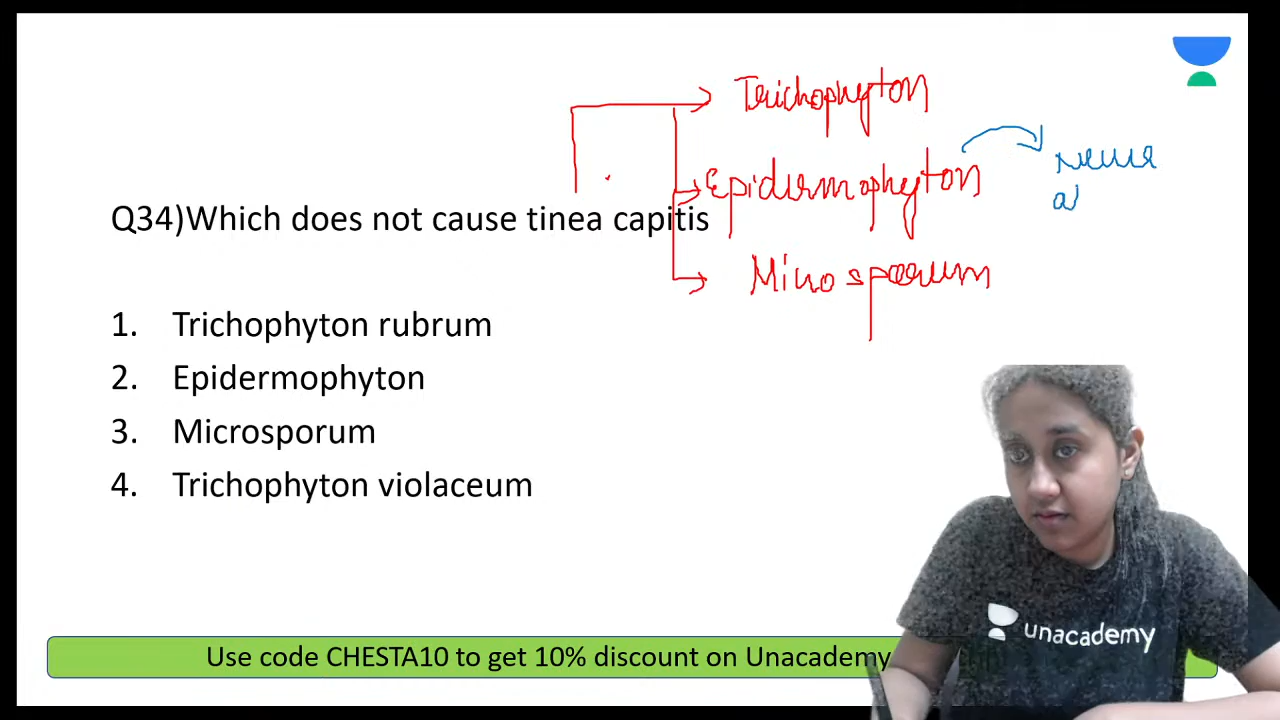 Trichophyton
Epidermophyton
Never
a
Q34)Which does not cause tinea capitis
Microsporum
1. Trichophyton rubrum
2. Epidermophyton
3. Microsporum
4. Trichophyton violaceum
unacademy
Use code CHESTA10 to get 10% discount on Unacademy